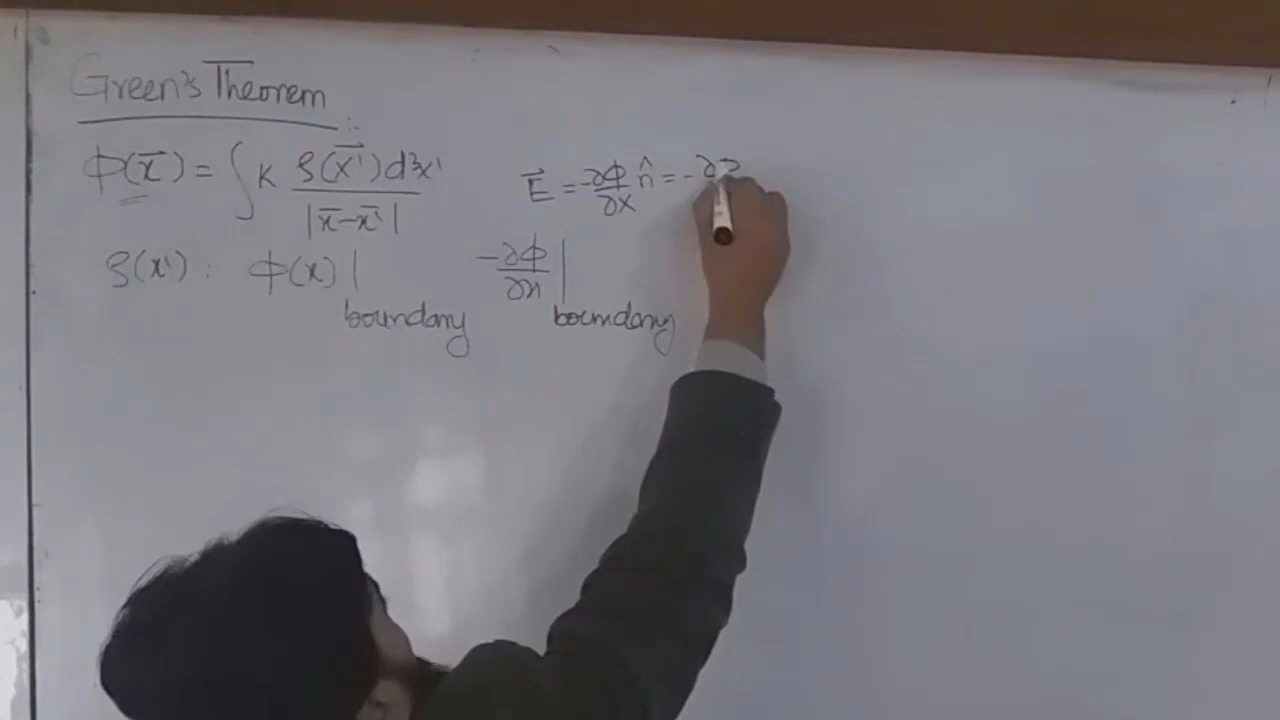 Green's Theorem :
Φ(x⃗) = ∫ K ρ(x⃗')d³x' / |x̄-x̄'|
E⃗ = -∂Φ/∂x n̂ = -∂
ρ(x') : Φ(x)| boundary
-∂Φ/∂n | boundary